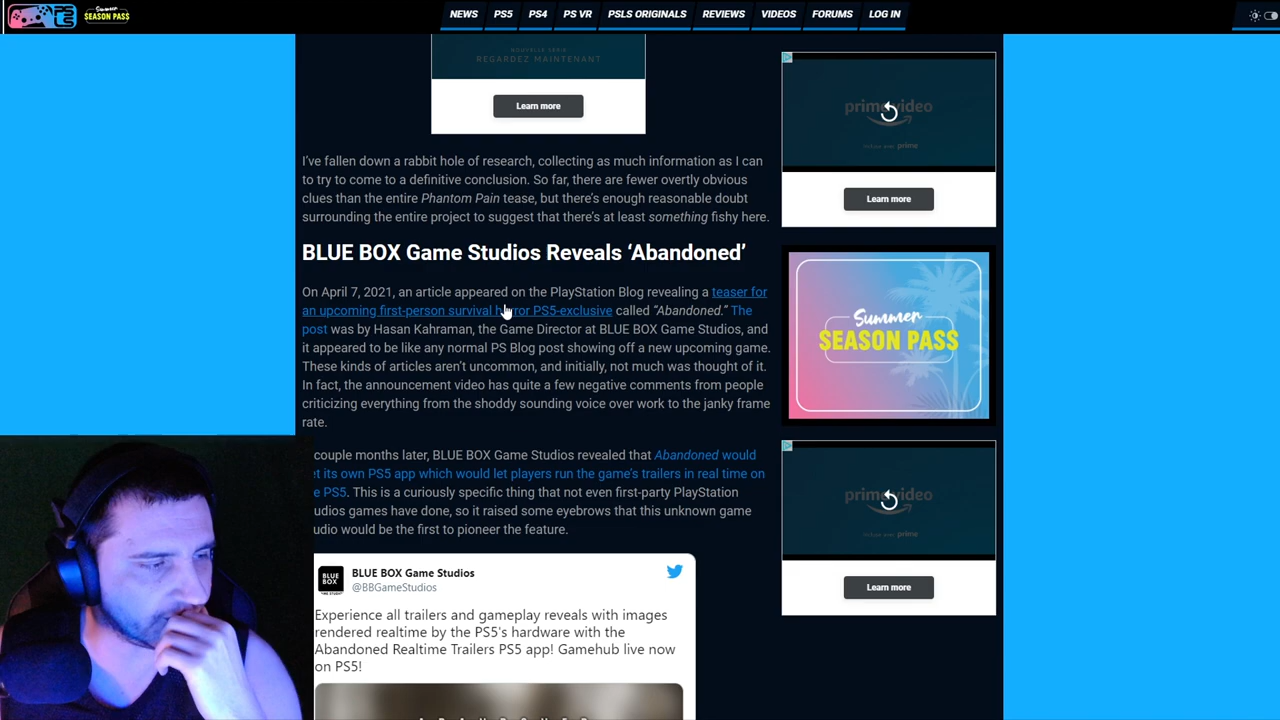 Summer
SEASON PASS
NEWS
PS5
PS4
PS VR
PSLS ORIGINALS
REVIEWS
VIDEOS
FORUMS
LOG IN
NOUVELLE SÉRIE
REGARDEZ MAINTENANT
Learn more
I've fallen down a rabbit hole of research, collecting as much information as I can
to try to come to a definitive conclusion. So far, there are fewer overtly obvious
clues than the entire Phantom Pain tease, but there's enough reasonable doubt
surrounding the entire project to suggest that there's at least something fishy here.
BLUE BOX Game Studios Reveals ‘Abandoned’
On April 7, 2021, an article appeared on the PlayStation Blog revealing a teaser for
an upcoming first-person survival horror PS5-exclusive called “Abandoned.” The
post was by Hasan Kahraman, the Game Director at BLUE BOX Game Studios, and
it appeared to be like any normal PS Blog post showing off a new upcoming game.
These kinds of articles aren't uncommon, and initially, not much was thought of it.
In fact, the announcement video has quite a few negative comments from people
criticizing everything from the shoddy sounding voice over work to the janky frame
rate.
couple months later, BLUE BOX Game Studios revealed that Abandoned would
et its own PS5 app which would let players run the game's trailers in real time on
e PS5. This is a curiously specific thing that not even first-party PlayStation
tudios games have done, so it raised some eyebrows that this unknown game
udio would be the first to pioneer the feature.
BLUE
BOX
BLUE BOX Game Studios
@BBGameStudios
Experience all trailers and gameplay reveals with images
rendered realtime by the PS5's hardware with the
Abandoned Realtime Trailers PS5 app! Gamehub live now
on PS5!
prime video
prime
Learn more
Summer
SEASON PASS
prime video
prime
Learn more